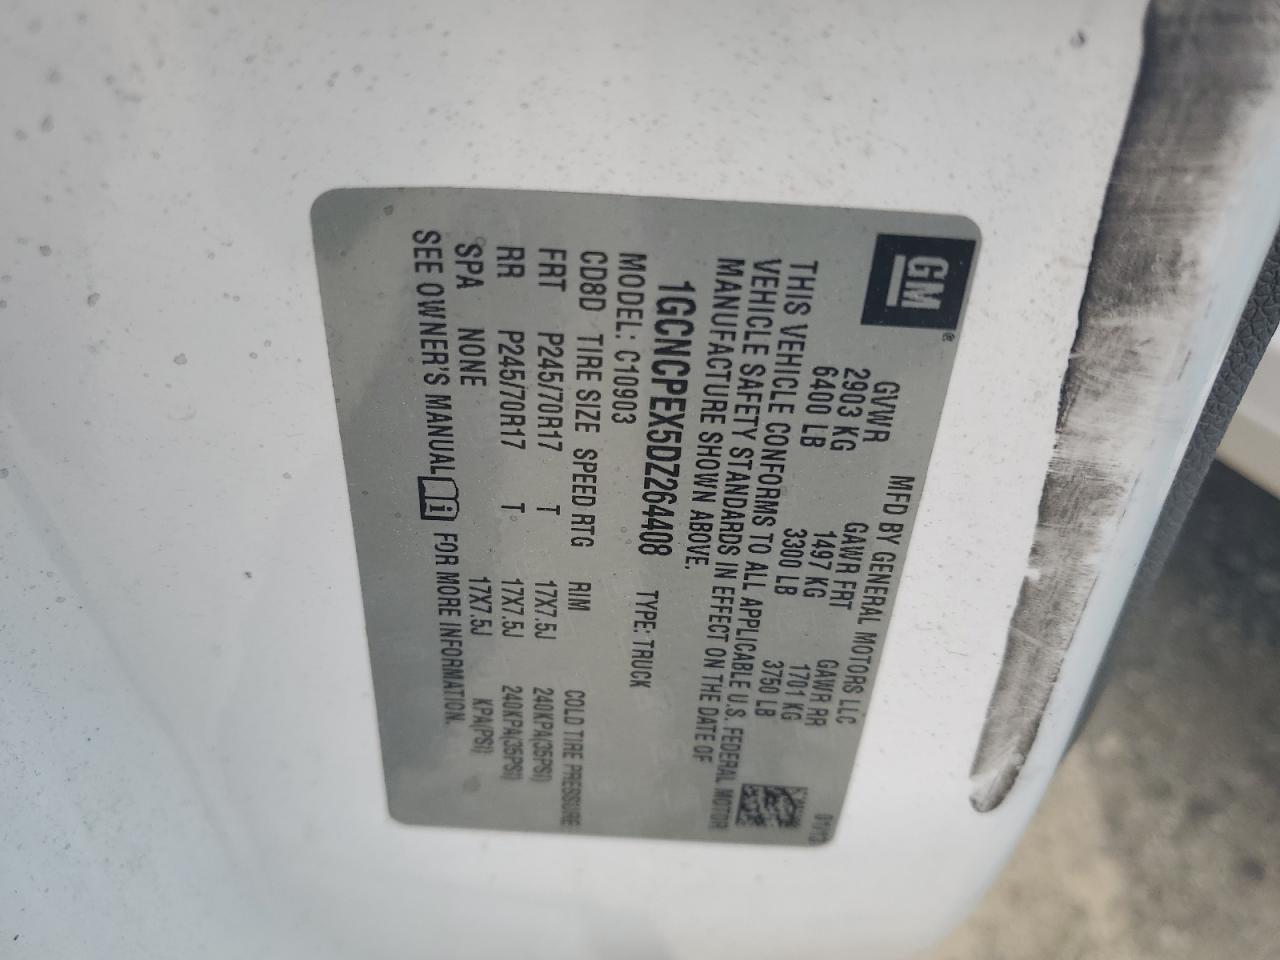 GM®
MFD BY GENERAL MOTORS LLC 01/13
GVWR GAWR FRT GAWR RR
2903 KG 1497 KG 1701 KG
6400 LB 3300 LB 3750 LB
THIS VEHICLE CONFORMS TO ALL APPLICABLE U.S. FEDERAL MOTOR
VEHICLE SAFETY STANDARDS IN EFFECT ON THE DATE OF
MANUFACTURE SHOWN ABOVE.
1GCNCPEX5DZ264408 TYPE: TRUCK
MODEL: C10903
CD8D TIRE SIZE SPEED RTG RIM COLD TIRE PRESSURE
FRT P245/70R17 T 17X7.5J 240KPA(35PSI)
RR P245/70R17 T 17X7.5J 240KPA(35PSI)
SPA NONE 17X7.5J KPA(PSI)
SEE OWNER'S MANUAL i FOR MORE INFORMATION.